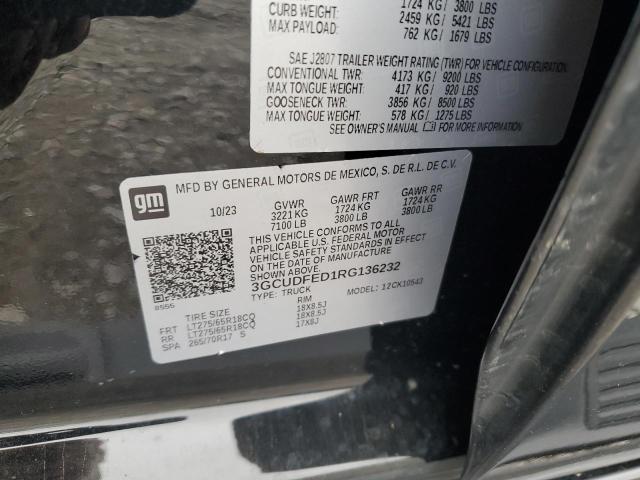 1724 KG / 3800 LBS
CURB WEIGHT: 2459 KG / 5421 LBS
MAX PAYLOAD: 762 KG / 1679 LBS
SAE J2807 TRAILER WEIGHT RATING (TWR) FOR VEHICLE CONFIGURATION.
CONVENTIONAL TWR: 4173 KG / 9200 LBS
MAX TONGUE WEIGHT: 417 KG / 920 LBS
GOOSENECK TWR: 3856 KG / 8500 LBS
MAX TONGUE WEIGHT: 578 KG / 1275 LBS
SEE OWNER'S MANUAL FOR MORE INFORMATION
gm
MFD BY GENERAL MOTORS DE MEXICO, S. DE R.L. DE C.V.
10/23 GVWR GAWR FRT GAWR RR
3221KG 1724 KG 1724 KG
7100 LB 3800 LB 3800 LB
THIS VEHICLE CONFORMS TO ALL
APPLICABLE U.S. FEDERAL MOTOR
VEHICLE SAFETY STANDARDS IN EFFECT
ON THE DATE OF MANUFACTURE
SHOWN ABOVE.
3GCUDFED1RG136232
TYPE: TRUCK MODEL: 12CK10543
8555
TIRE SIZE RIM
FRT LT275/65R18CQ 18X8.5J
RR LT275/65R18CQ 18X8.5J
SPA 265/70R17 S 17X8J